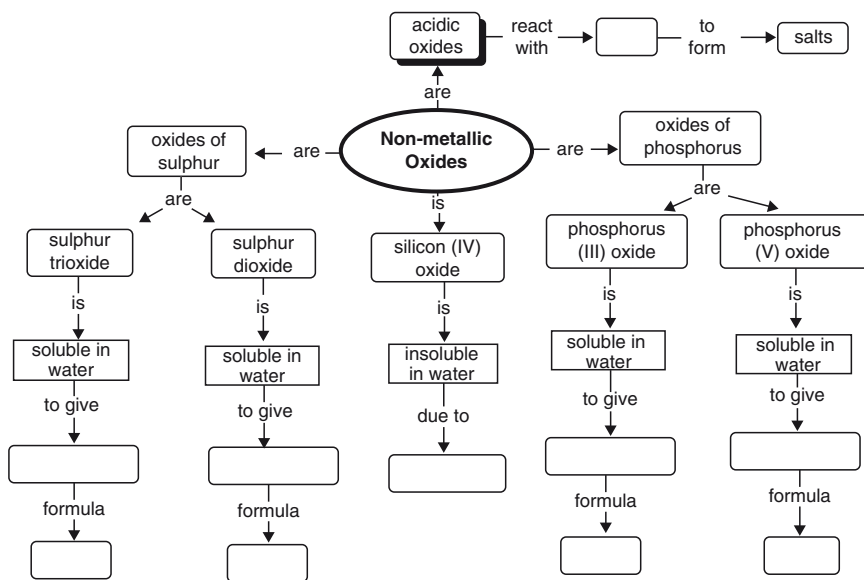 acidic
oxides
react
with
to
form
salts
are
oxides of
sulphur
are
Non-metallic
Oxides
are
oxides of
phosphorus
are
is
are
sulphur
trioxide
sulphur
dioxide
silicon (IV)
oxide
phosphorus
(III) oxide
phosphorus
(V) oxide
is
is
is
is
is
soluble in
water
soluble in
water
insoluble
in water
soluble in
water
soluble in
water
to give
to give
due to
to give
to give
formula
formula
formula
formula